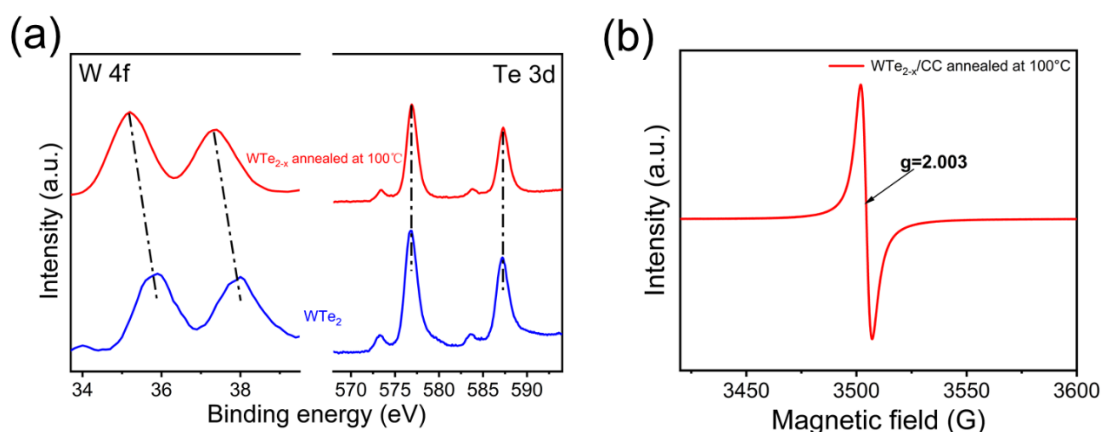 (a)
W 4f
Te 3d
WTe2-x annealed at 100℃
WTe2
Intensity (a.u.)
34 36 38 570 575 580 585 590
Binding energy (eV)
(b)
WTe2-x/CC annealed at 100°C
g=2.003
Intensity (a.u.)
3450 3500 3550 3600
Magnetic field (G)